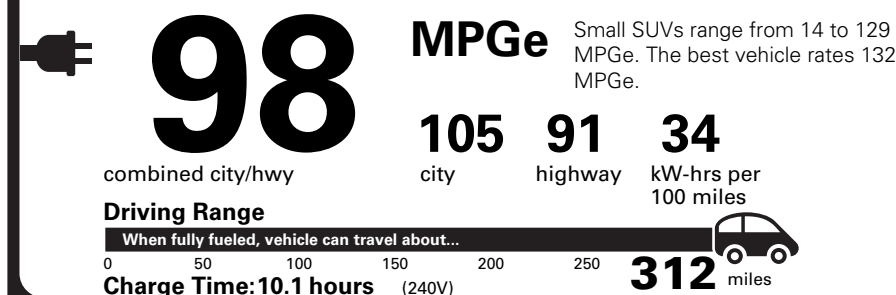 98
MPGe
Small SUVs range from 14 to 129
MPGe. The best vehicle rates 132
MPGe.
combined city/hwy
105
city
91
highway
34
kW-hrs per
100 miles
Driving Range
When fully fueled, vehicle can travel about...
0 50 100 150 200 250 312 miles
Charge Time: 10.1 hours (240V)